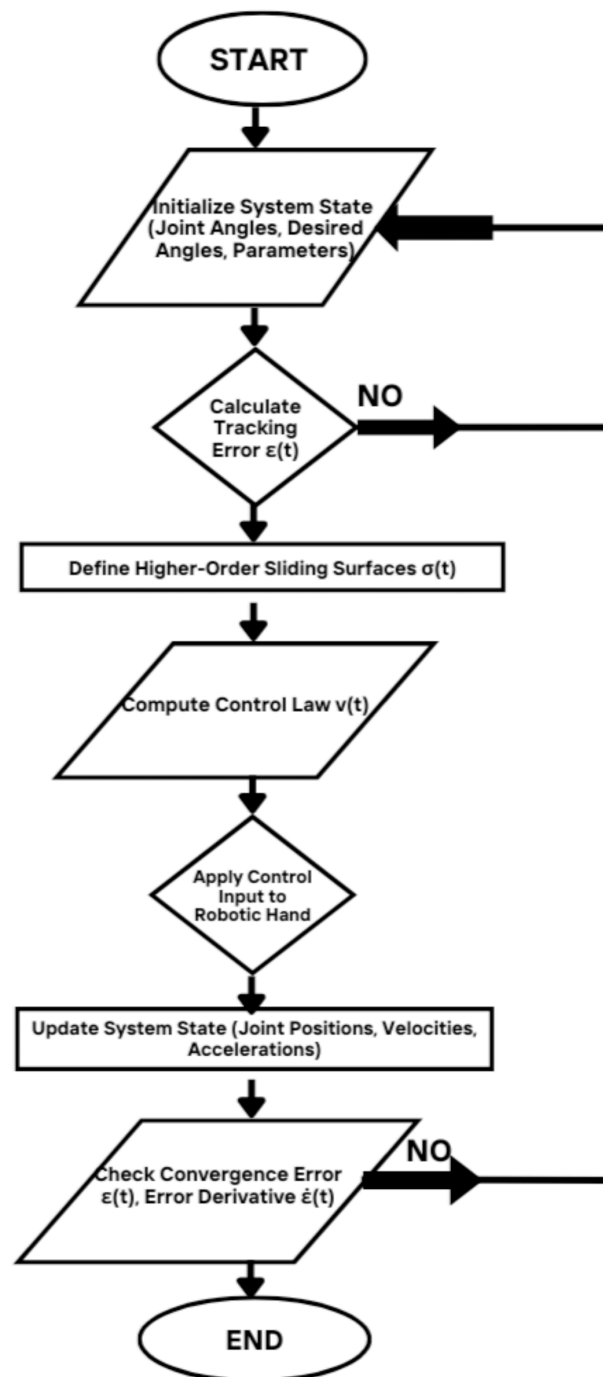 START
Initialize System State
(Joint Angles, Desired
Angles, Parameters)
Calculate
Tracking
Error ε(t)
NO
Define Higher-Order Sliding Surfaces σ(t)
Compute Control Law v(t)
Apply Control
Input to
Robotic Hand
Update System State (Joint Positions, Velocities,
Accelerations)
Check Convergence Error
ε(t), Error Derivative ε̇(t)
NO
END